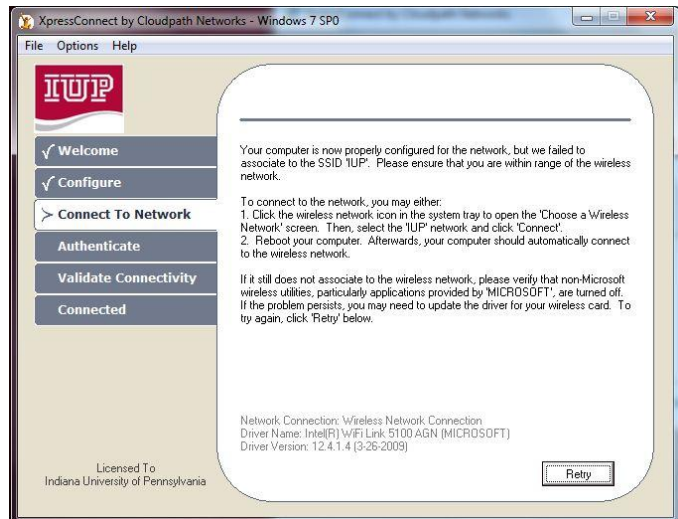 XpressConnect by Cloudpath Networks - Windows 7 SP0
File Options Help
IUP
√ Welcome
√ Configure
> Connect To Network
Authenticate
Validate Connectivity
Connected
Licensed To
Indiana University of Pennsylvania
Your computer is now properly configured for the network, but we failed to
associate to the SSID 'IUP'. Please ensure that you are within range of the wireless
network.
To connect to the network, you may either:
1. Click the wireless network icon in the system tray to open the 'Choose a Wireless
Network' screen. Then, select the 'IUP' network and click 'Connect'.
2. Reboot your computer. Afterwards, your computer should automatically connect
to the wireless network.
If it still does not associate to the wireless network, please verify that non-Microsoft
wireless utilities, particularly applications provided by 'MICROSOFT', are turned off.
If the problem persists, you may need to update the driver for your wireless card. To
try again, click 'Retry' below.
Network Connection: Wireless Network Connection
Driver Name: Intel(R) WiFi Link 5100 AGN (MICROSOFT)
Driver Version: 12.4.1.4 (3-26-2009)
Retry